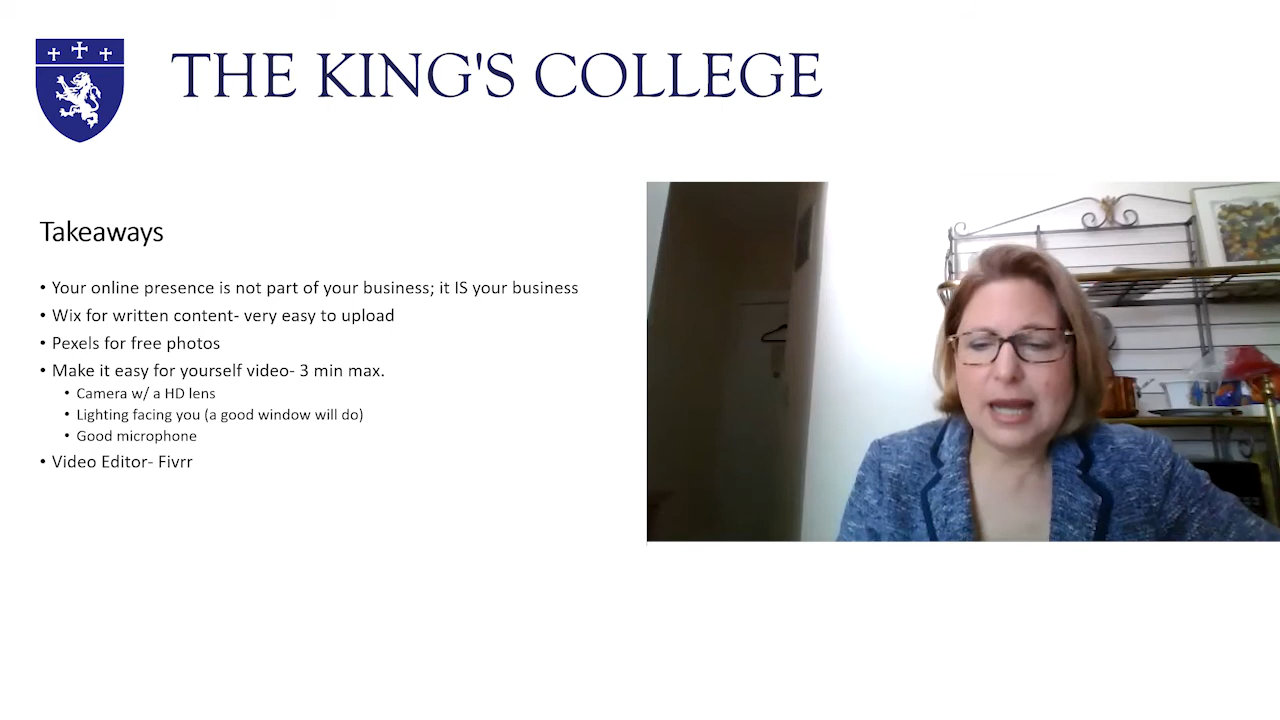 THE KING'S COLLEGE
Takeaways
• Your online presence is not part of your business; it IS your business
• Wix for written content- very easy to upload
• Pexels for free photos
• Make it easy for yourself video- 3 min max.
• Camera w/ a HD lens
• Lighting facing you (a good window will do)
• Good microphone
• Video Editor- Fivrr